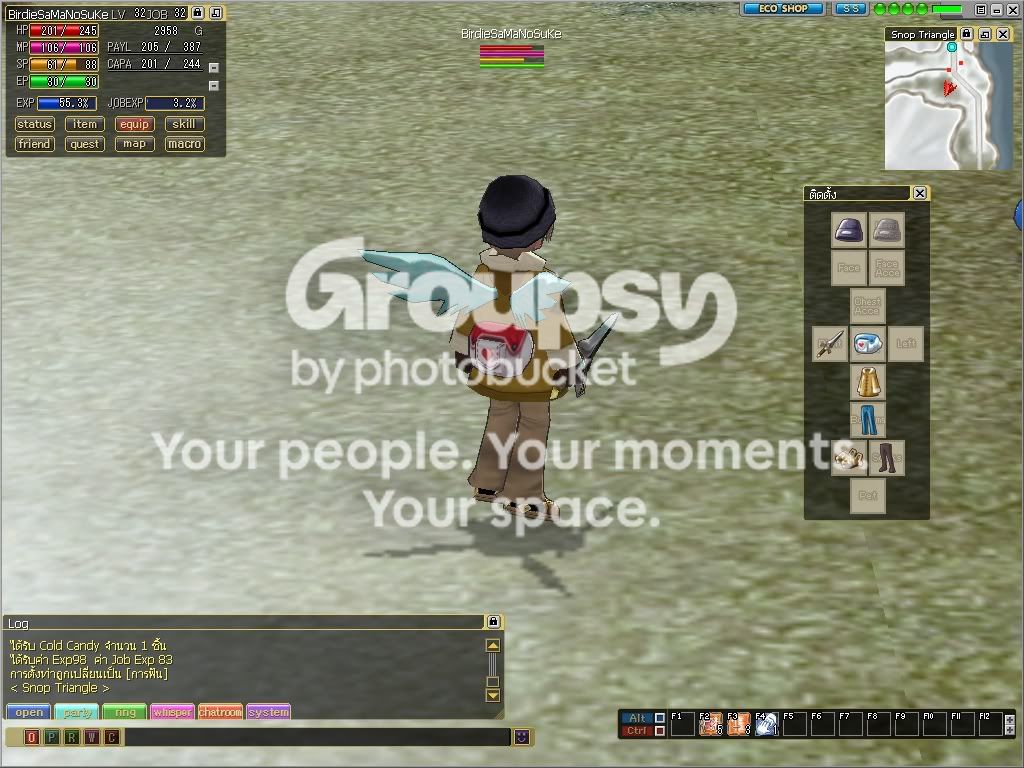 BirdieSaMaNoSuKe LV 32 JOB 32
HP 201 / 245 2958 G
MP 106 / 106 PAYL 205 / 387
SP 61 / 88 CAPA 201 / 244
EP 30 / 30
EXP 55.3% JOBEXP 3.2%
status item equip skill
friend quest map macro
ECO SHOP
S S
BirdieSaMaNoSuKe
Snop Triangle
ติดตั้ง
Face
Face Acce
Chest Acce
Left
Pet
Groupsy
by photobucket
Your people. Your moments.
Your space.
Log
ได้รับ Cold Candy จำนวน 1 ชิ้น
ได้รับค่า Exp98 ค่า Job Exp 83
การตั้งท่าถูกเปลี่ยนเป็น [การฟัน]
< Snop Triangle >
open party ring whisper chatroom system
O P R W C
Alt
Ctrl
F1 F2 F3 F4 F5 F6 F7 F8 F9 F10 F11 F12
5 3 1